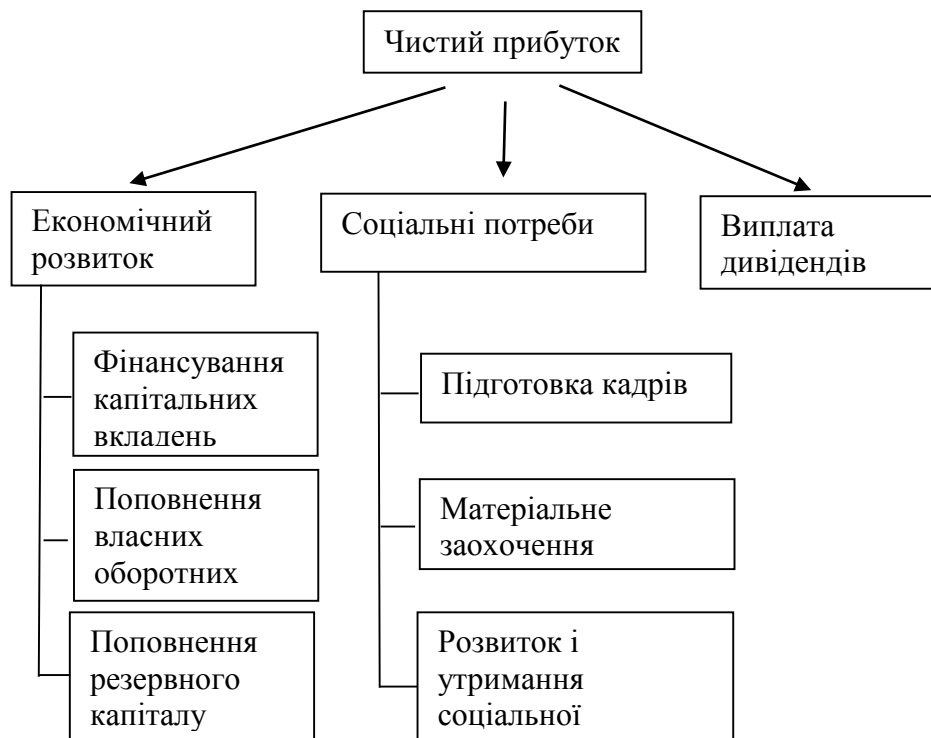 Чистий прибуток
Економічний
розвиток
Соціальні потреби
Виплата
дивідендів
Фінансування
капітальних
вкладень
Поповнення
власних
оборотних
Поповнення
резервного
капіталу
Підготовка кадрів
Матеріальне
заохочення
Розвиток і
утримання
соціальної